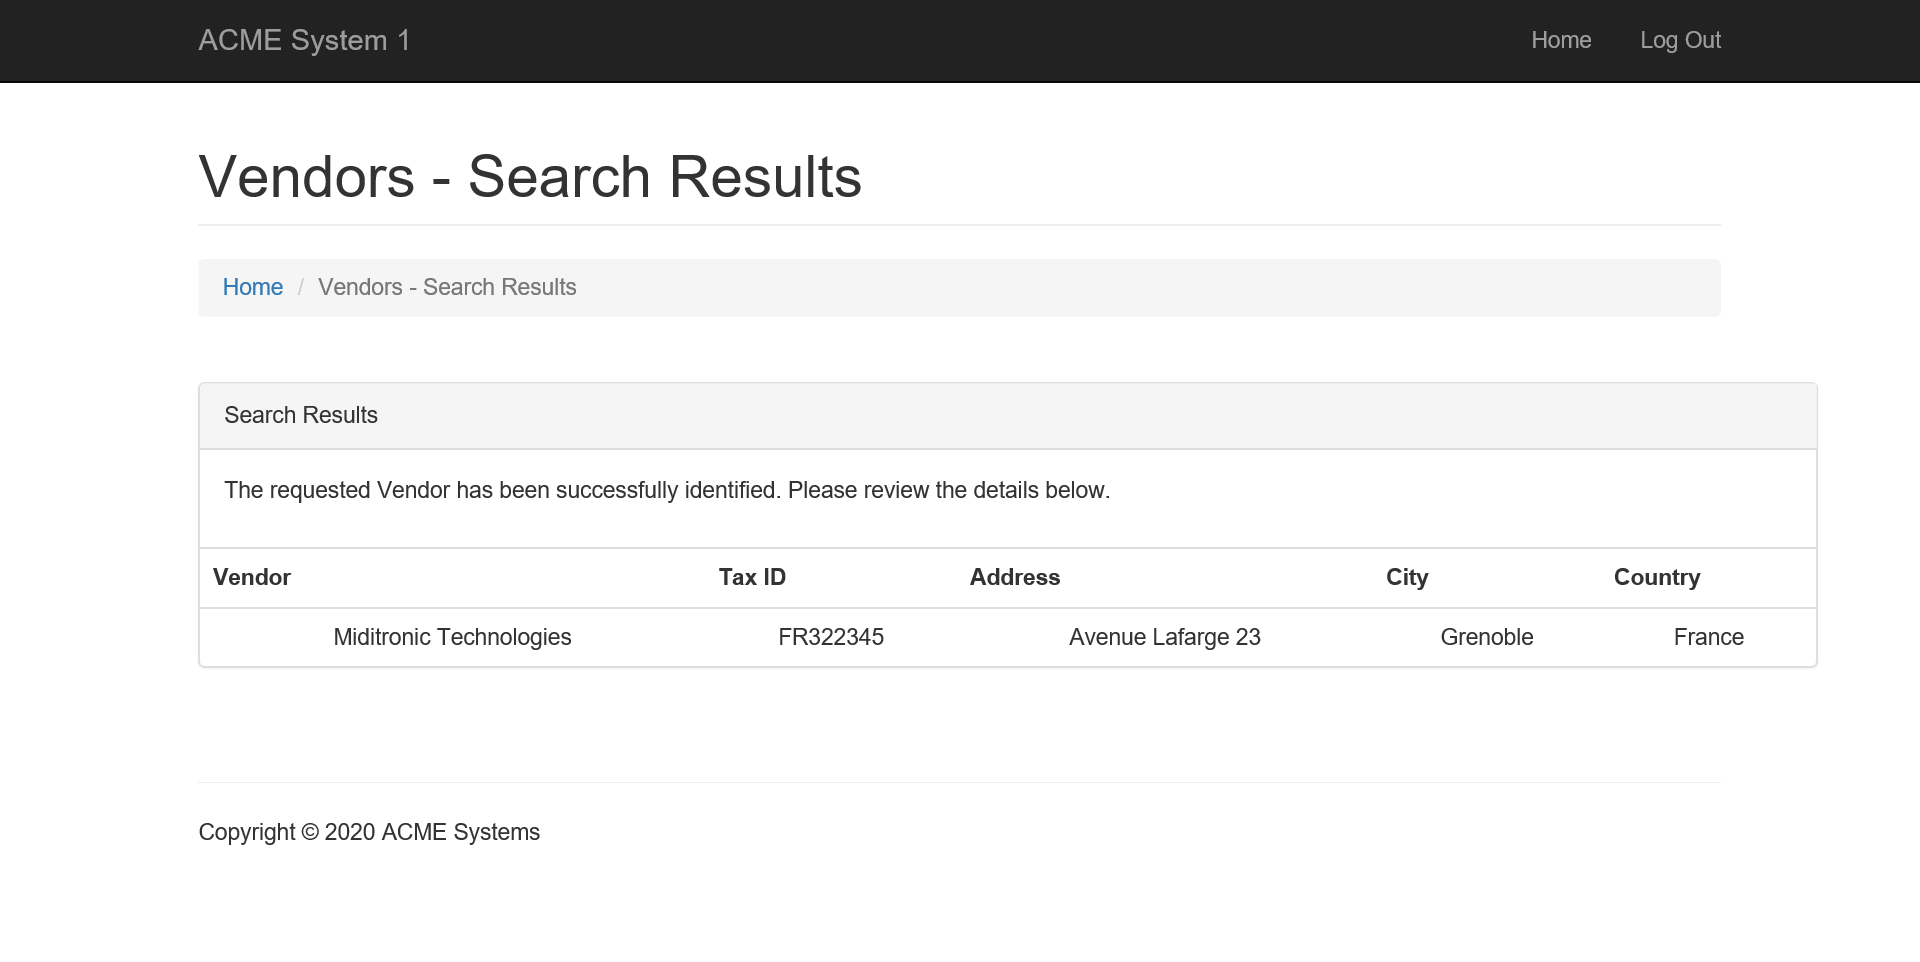 ACME System 1 Home Log Out
Vendors - Search Results
Home / Vendors - Search Results
Search Results
The requested Vendor has been successfully identified. Please review the details below.
Vendor Tax ID Address City Country
Miditronic Technologies FR322345 Avenue Lafarge 23 Grenoble France
Copyright © 2020 ACME Systems